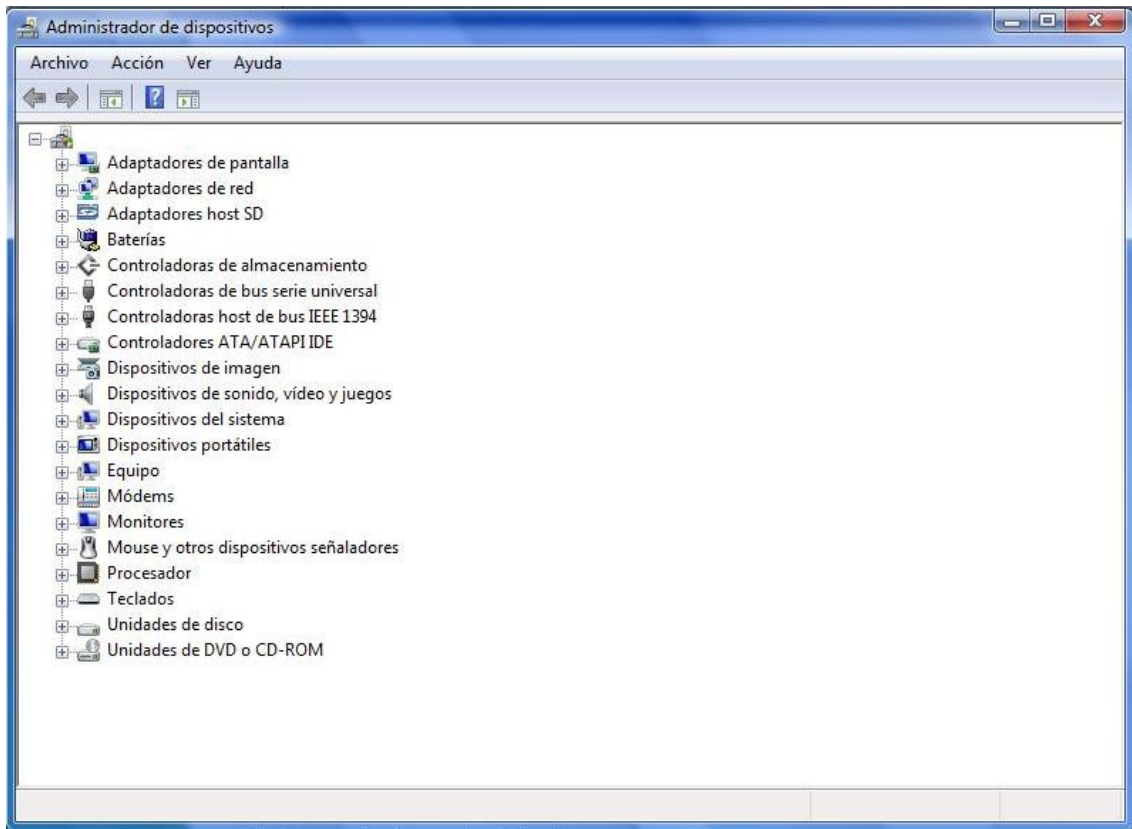 Administrador de dispositivos
Archivo Acción Ver Ayuda
Adaptadores de pantalla
Adaptadores de red
Adaptadores host SD
Baterías
Controladoras de almacenamiento
Controladoras de bus serie universal
Controladoras host de bus IEEE 1394
Controladores ATA/ATAPI IDE
Dispositivos de imagen
Dispositivos de sonido, vídeo y juegos
Dispositivos del sistema
Dispositivos portátiles
Equipo
Módems
Monitores
Mouse y otros dispositivos señaladores
Procesador
Teclados
Unidades de disco
Unidades de DVD o CD-ROM